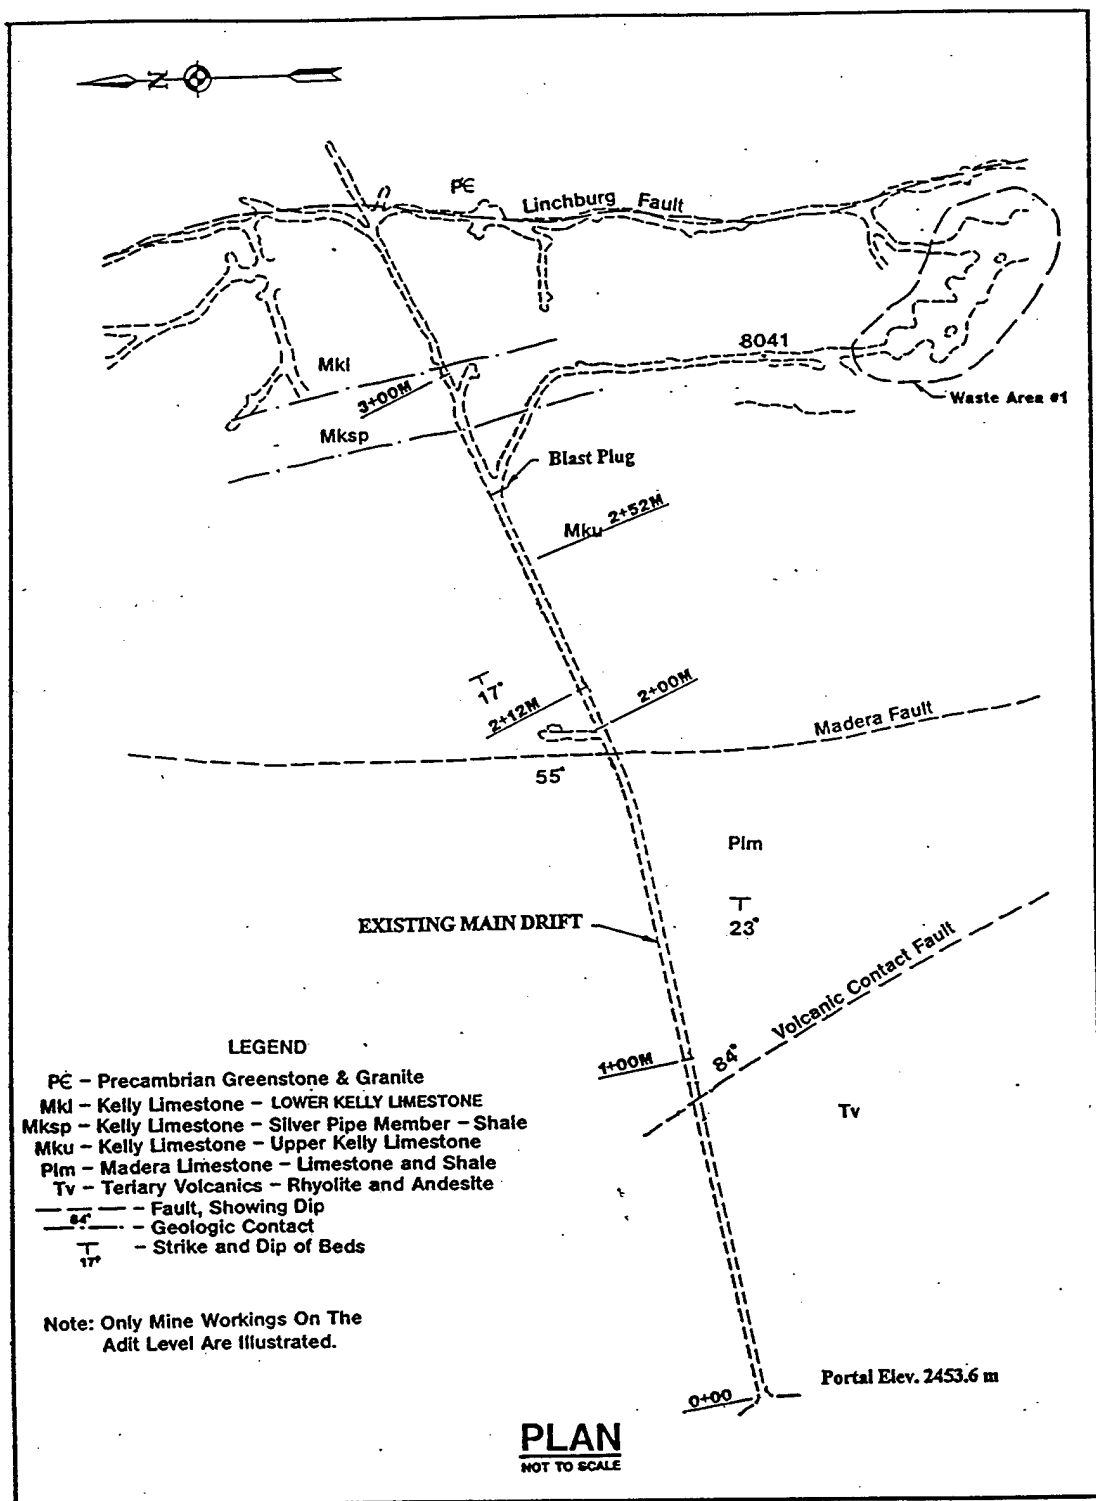 N
PЄ
Linchburg Fault
8041
Mkl
3+00M
Waste Area #1
Mksp
Blast Plug
2+52M
Mku
17°
2+12M
2+00M
Madera Fault
55°
Plm
23°
EXISTING MAIN DRIFT
Volcanic Contact Fault
84°
1+00M
Tv
LEGEND
PЄ - Precambrian Greenstone & Granite
Mkl - Kelly Limestone - LOWER KELLY LIMESTONE
Mksp - Kelly Limestone - Silver Pipe Member - Shale
Mku - Kelly Limestone - Upper Kelly Limestone
Plm - Madera Limestone - Limestone and Shale
Tv - Tertiary Volcanics - Rhyolite and Andesite
84° - Fault, Showing Dip
- Geologic Contact
17° - Strike and Dip of Beds
Note: Only Mine Workings On The
Adit Level Are Illustrated.
Portal Elev. 2453.6 m
0+00
PLAN
NOT TO SCALE